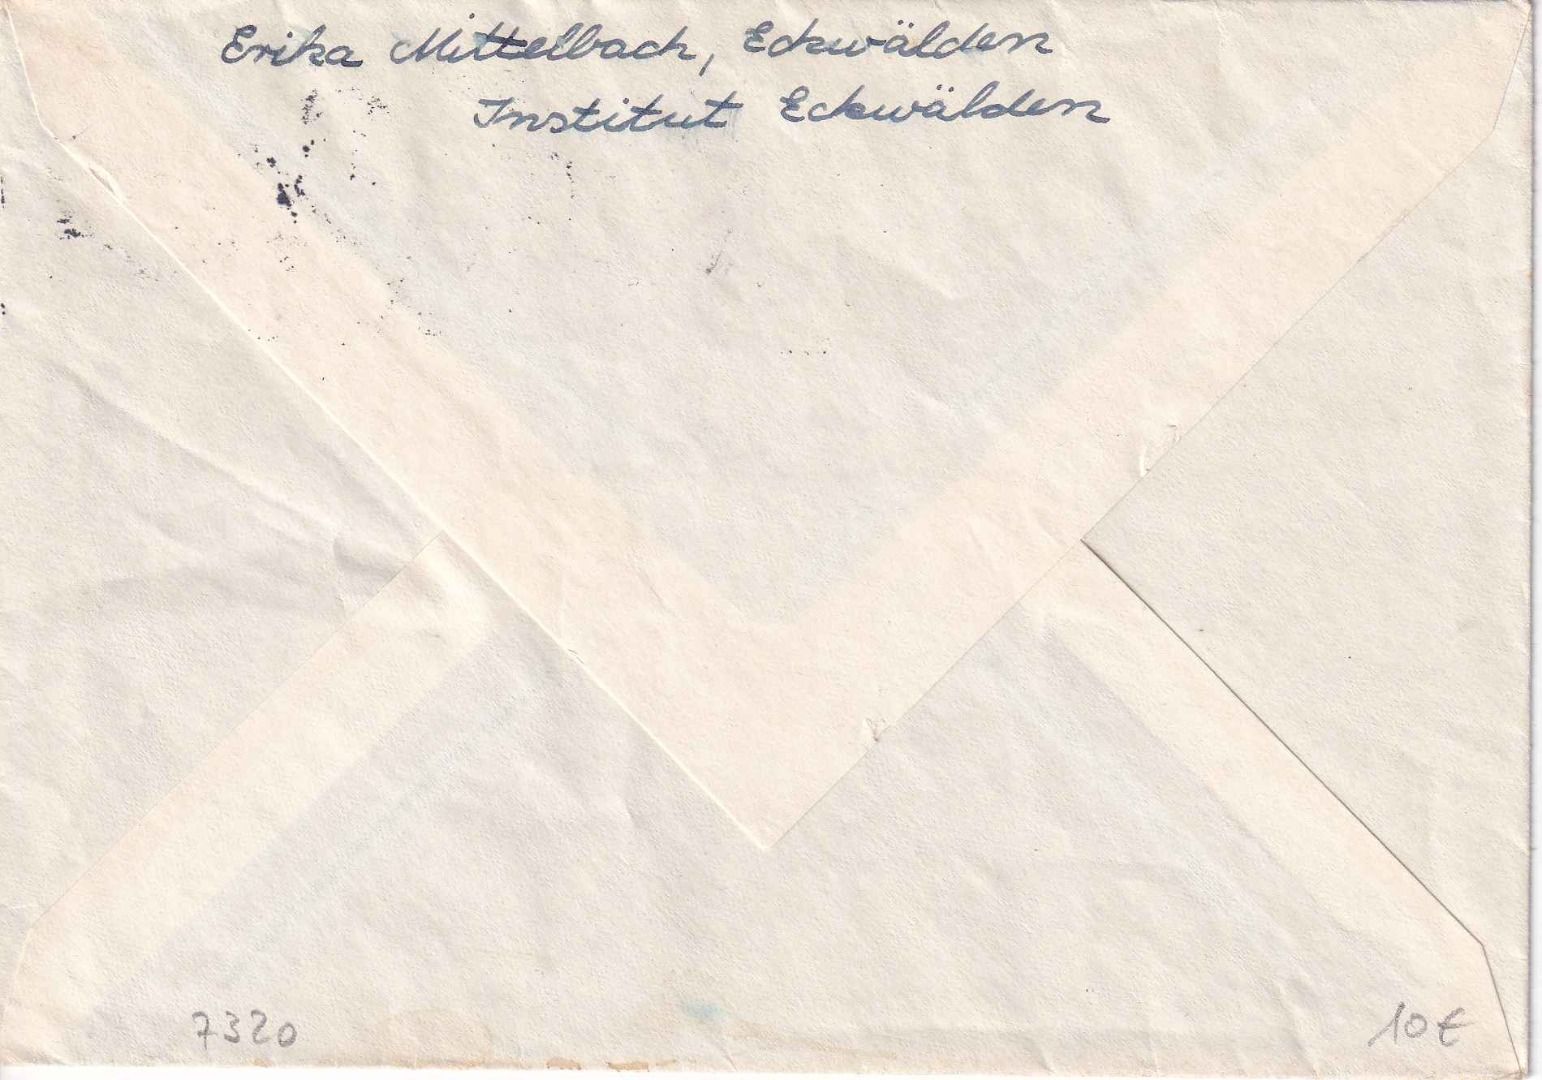 Erika Mittelbach, Eckwälden
Institut Eckwälden
7320
10€